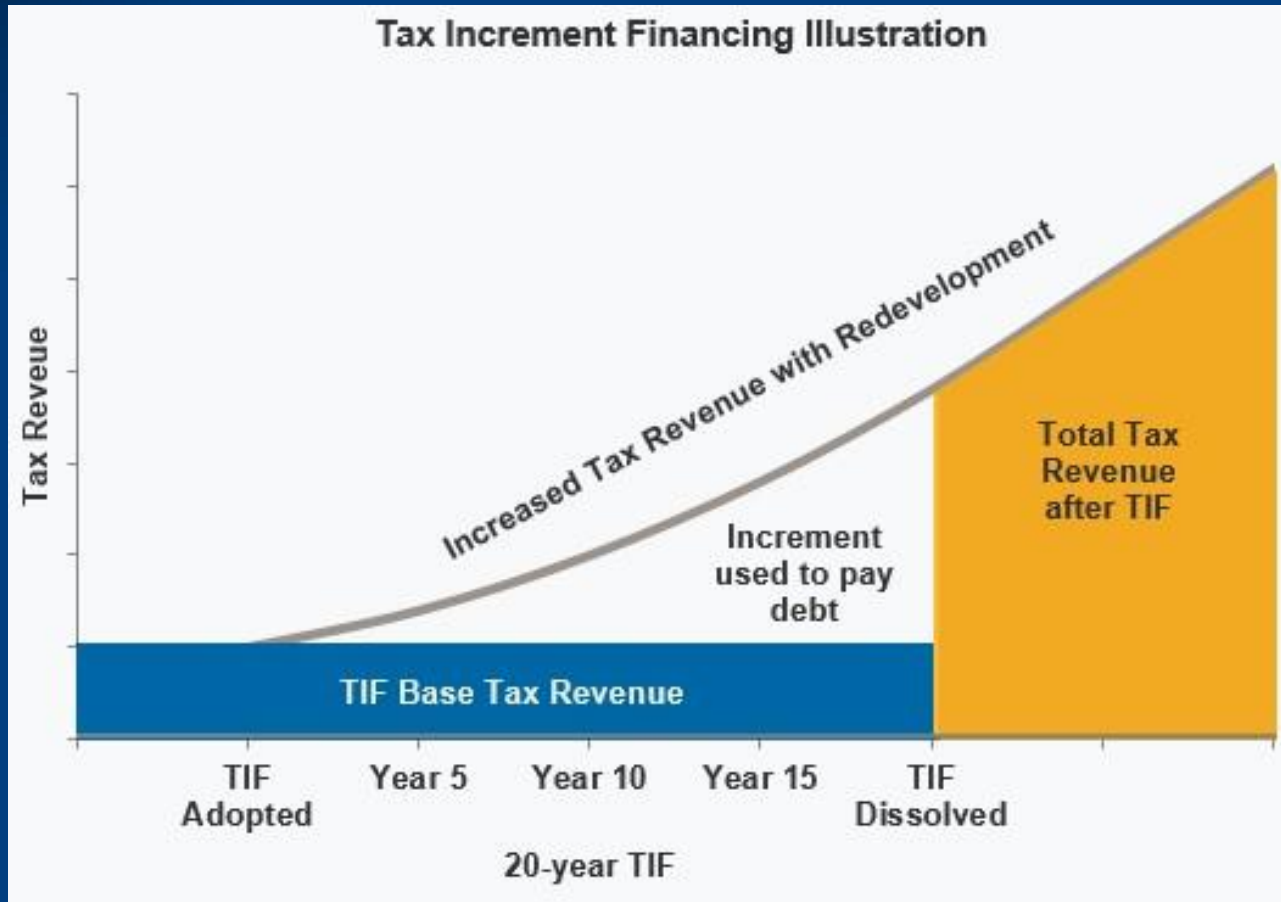 Tax Increment Financing Illustration
Tax Reveue
Increased Tax Revenue with Redevelopment
Increment
used to pay
debt
Total Tax
Revenue
after TIF
TIF Base Tax Revenue
TIF
Adopted
Year 5
Year 10
Year 15
TIF
Dissolved
20-year TIF